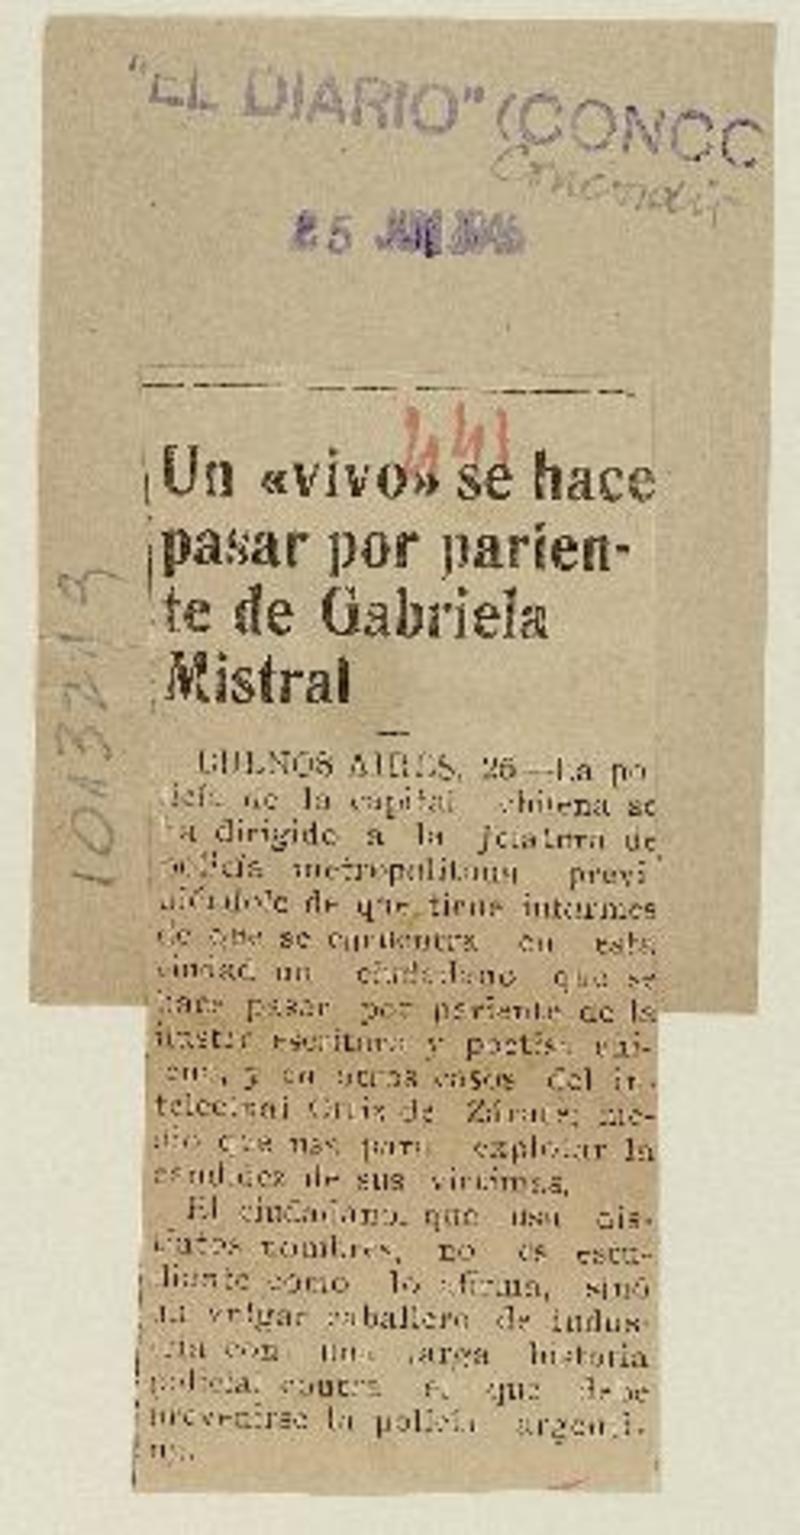 "EL DIARIO" (CONCC
Concordia
25 JUN 1946
441
Un «vivo» se hace
pasar por parien-
te de Gabriela
Mistral
BUENOS AIRES, 26—La po
licía de la capital chilena se
ha dirigido a la jefatura de
policía metropolitana previ
niéndole de que tiene informes
de que se encuentra en esta
ciudad un ciudadano que se
hace pasar por pariente de la
ilustre escritora y poetisa chi-
lena, y en otros casos del in-
telectual Ortiz de Zárate; me-
dio que usa para explotar la
candidez de sus víctimas.
El ciudadano, que usa dis-
tintos nombres, no es estu-
diante como lo afirma, sinó
un vulgar caballero de indus-
tria con una larga historia
policial contra el que debe
prevenirse la policía argenti-
na.
1013213